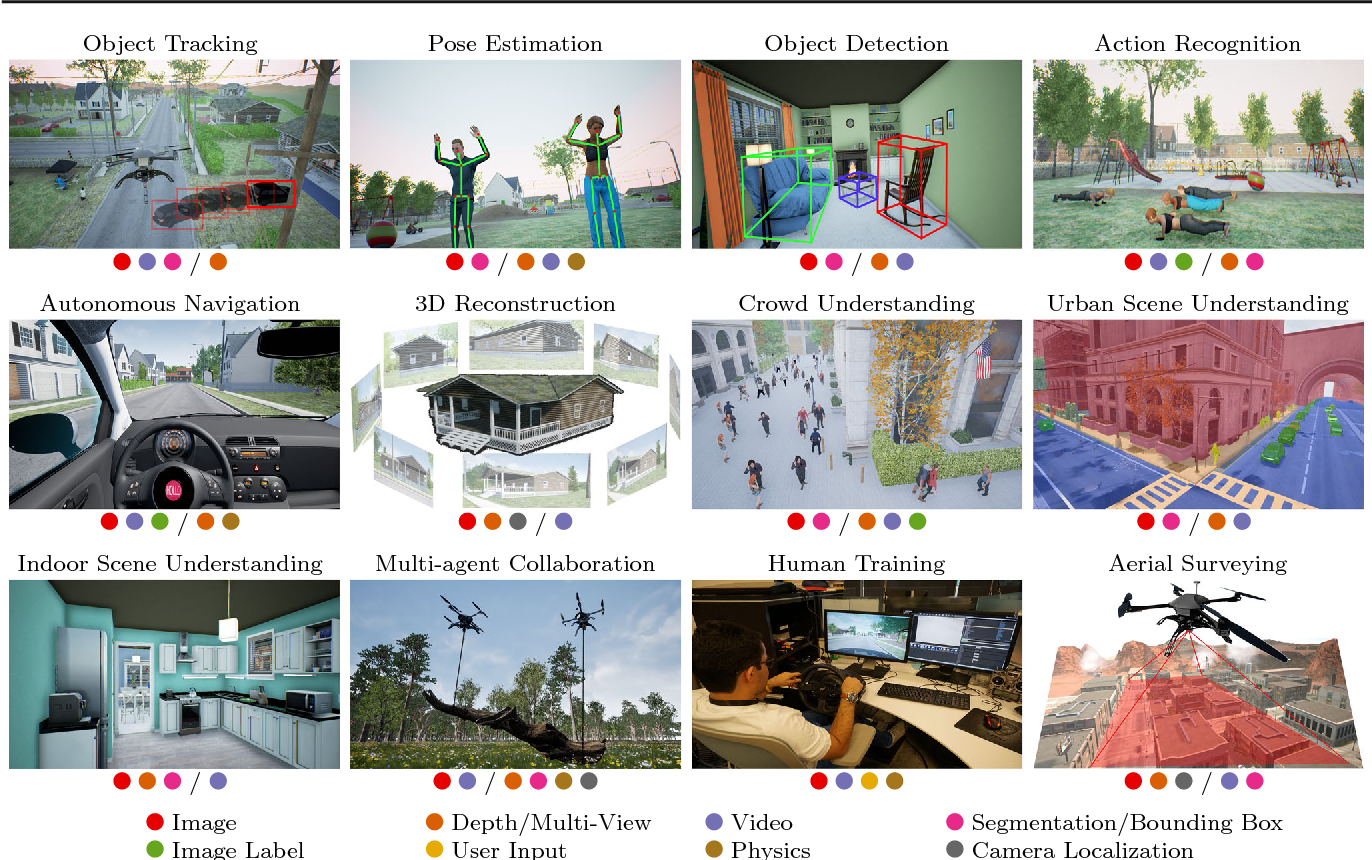 Object Tracking
Pose Estimation
Object Detection
Action Recognition
/
/
/
/
Autonomous Navigation
3D Reconstruction
Crowd Understanding
Urban Scene Understanding
/
/
/
/
Indoor Scene Understanding
Multi-agent Collaboration
Human Training
Aerial Surveying
/
/
/
Image
Depth/Multi-View
Video
Segmentation/Bounding Box
Image Label
User Input
Physics
Camera Localization